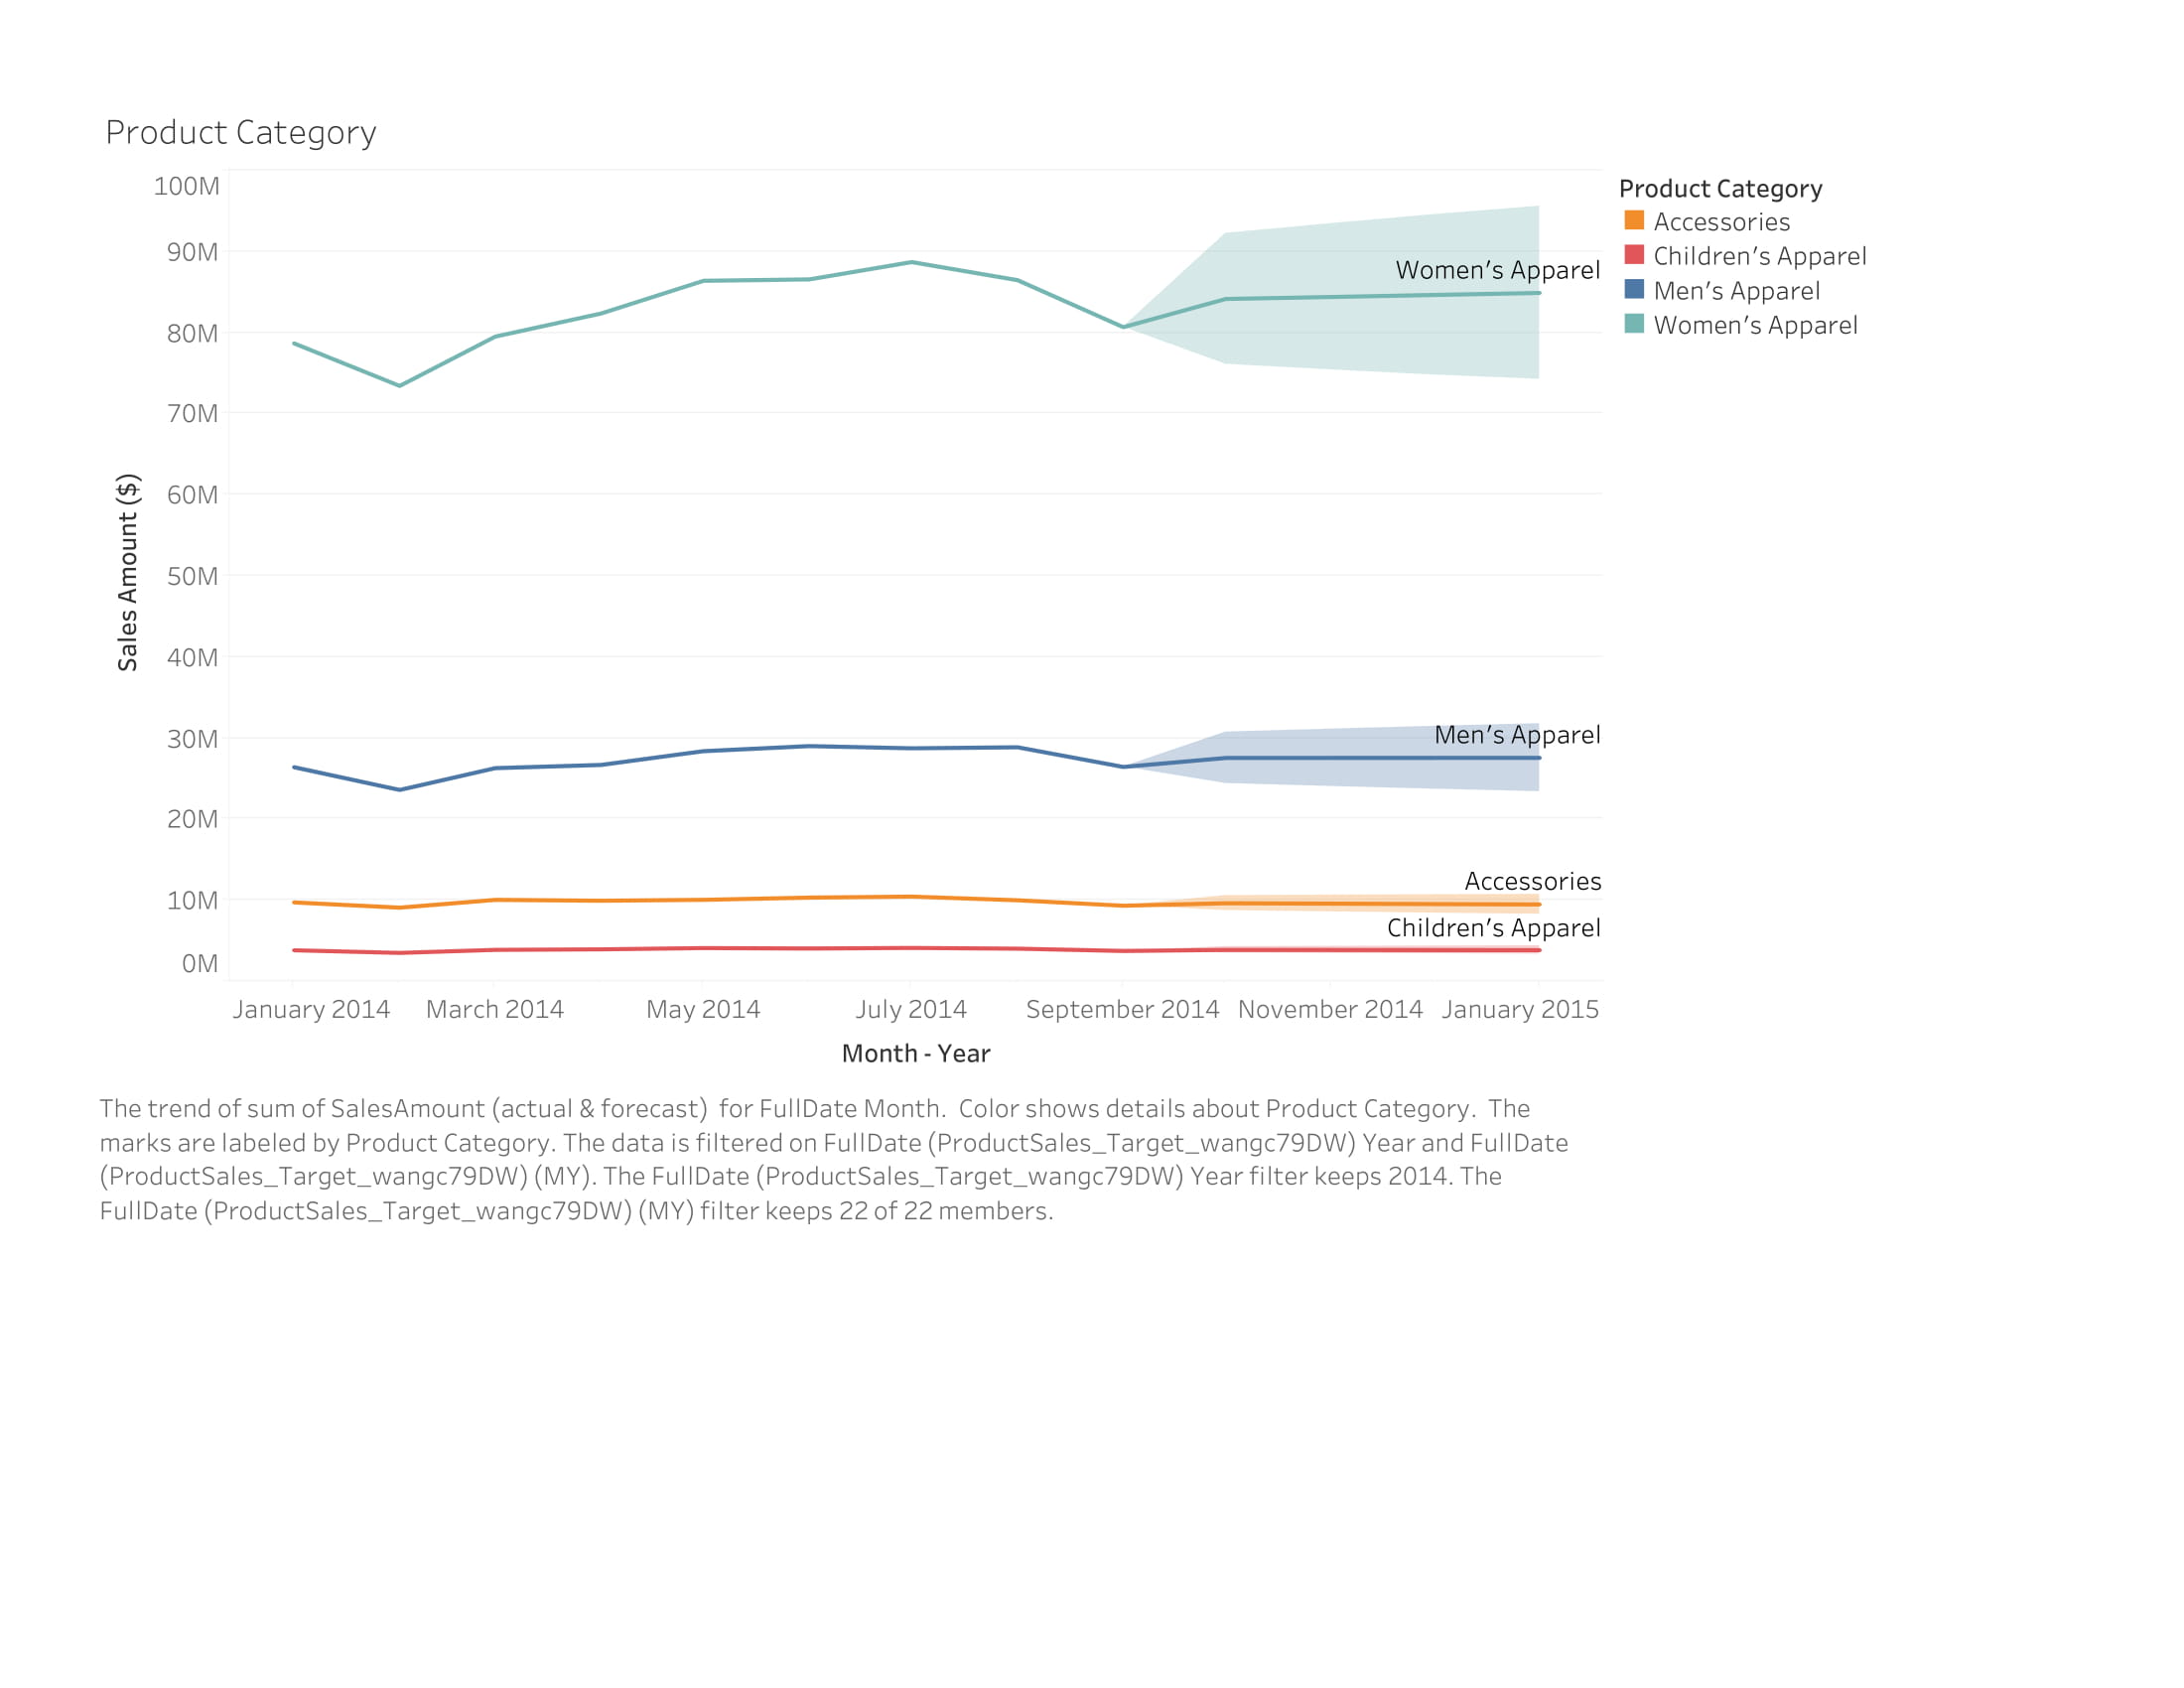 Product Category
100M
90M
80M
70M
60M
50M
40M
30M
20M
10M
0M
Sales Amount ($)
Women's Apparel
Men's Apparel
Accessories
Children's Apparel
January 2014
March 2014
May 2014
July 2014
September 2014
November 2014
January 2015
Month - Year
Product Category
Accessories
Children's Apparel
Men's Apparel
Women's Apparel
The trend of sum of SalesAmount (actual & forecast)  for FullDate Month.  Color shows details about Product Category.  The
marks are labeled by Product Category. The data is filtered on FullDate (ProductSales_Target_wangc79DW) Year and FullDate
(ProductSales_Target_wangc79DW) (MY). The FullDate (ProductSales_Target_wangc79DW) Year filter keeps 2014. The
FullDate (ProductSales_Target_wangc79DW) (MY) filter keeps 22 of 22 members.